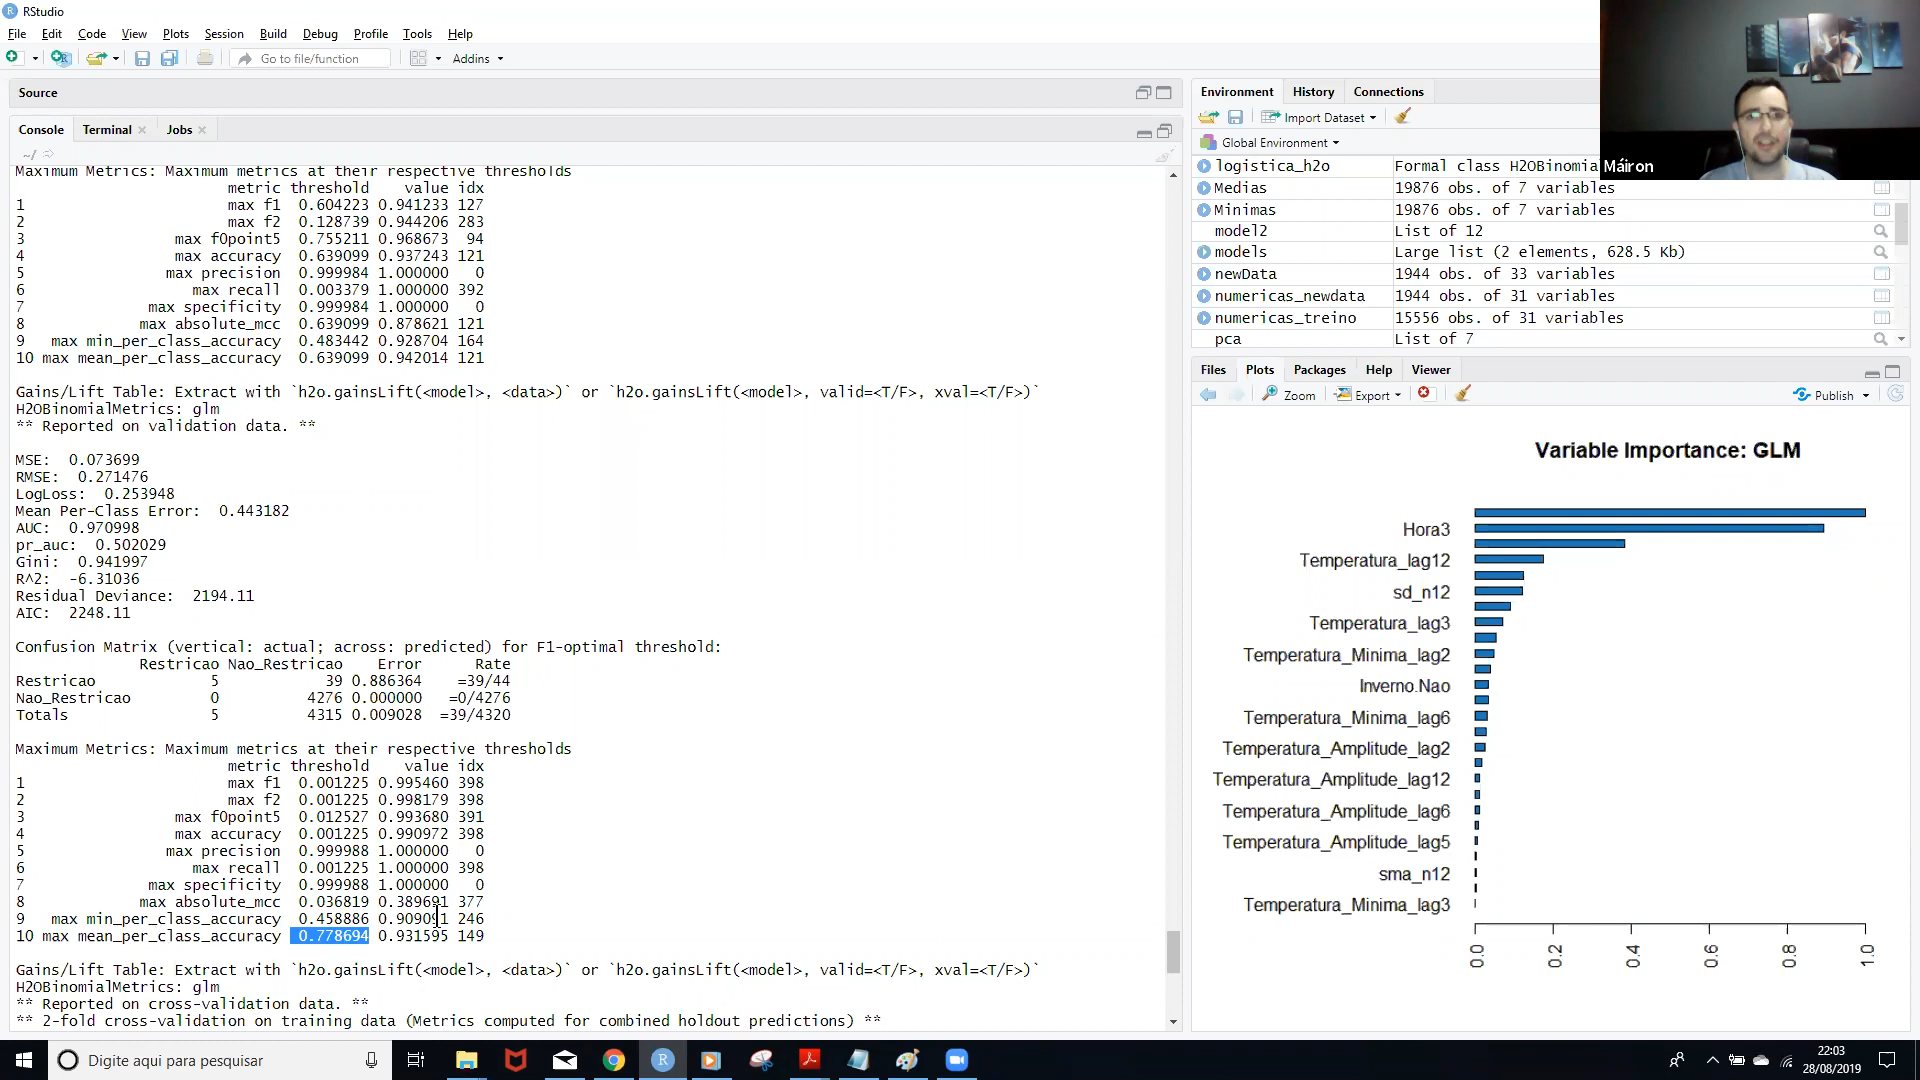 RStudio
File Edit Code View Plots Session Build Debug Profile Tools Help
Go to file/function Addins
Source
Console Terminal Jobs
~/
Maximum Metrics: Maximum metrics at their respective thresholds
metric threshold value idx
1 max f1 0.604223 0.941233 127
2 max f2 0.128739 0.944206 283
3 max f0point5 0.755211 0.968673 94
4 max accuracy 0.639099 0.937243 121
5 max precision 0.999984 1.000000 0
6 max recall 0.003379 1.000000 392
7 max specificity 0.999984 1.000000 0
8 max absolute_mcc 0.639099 0.878621 121
9 max min_per_class_accuracy 0.483442 0.928704 164
10 max mean_per_class_accuracy 0.639099 0.942014 121
Gains/Lift Table: Extract with `h2o.gainsLift(<model>, <data>)` or `h2o.gainsLift(<model>, valid=<T/F>, xval=<T/F>)`
H2OBinomialMetrics: glm
** Reported on validation data. **
MSE: 0.073699
RMSE: 0.271476
LogLoss: 0.253948
Mean Per-Class Error: 0.443182
AUC: 0.970998
pr_auc: 0.502029
Gini: 0.941997
R^2: -6.31036
Residual Deviance: 2194.11
AIC: 2248.11
Confusion Matrix (vertical: actual; across: predicted) for F1-optimal threshold:
Restricao Nao_Restricao Error Rate
Restricao 5 39 0.886364 =39/44
Nao_Restricao 0 4276 0.000000 =0/4276
Totals 5 4315 0.009028 =39/4320
Maximum Metrics: Maximum metrics at their respective thresholds
metric threshold value idx
1 max f1 0.001225 0.995460 398
2 max f2 0.001225 0.998179 398
3 max f0point5 0.012527 0.993680 391
4 max accuracy 0.001225 0.990972 398
5 max precision 0.999988 1.000000 0
6 max recall 0.001225 1.000000 398
7 max specificity 0.999988 1.000000 0
8 max absolute_mcc 0.036819 0.389691 377
9 max min_per_class_accuracy 0.458886 0.909091 246
10 max mean_per_class_accuracy 0.778694 0.931595 149
Gains/Lift Table: Extract with `h2o.gainsLift(<model>, <data>)` or `h2o.gainsLift(<model>, valid=<T/F>, xval=<T/F>)`
H2OBinomialMetrics: glm
** Reported on cross-validation data. **
** 2-fold cross-validation on training data (Metrics computed for combined holdout predictions) **
Environment History Connections
Import Dataset
Global Environment
logistica_h2o Formal class H2OBinomia
Medias 19876 obs. of 7 variables
Minimas 19876 obs. of 7 variables
model2 List of 12
models Large list (2 elements, 628.5 Kb)
newData 1944 obs. of 33 variables
numericas_newdata 1944 obs. of 31 variables
numericas_treino 15556 obs. of 31 variables
pca List of 7
Máiron
Files Plots Packages Help Viewer
Zoom Export Publish
Variable Importance: GLM
Hora3
Temperatura_lag12
sd_n12
Temperatura_lag3
Temperatura_Minima_lag2
Inverno.Nao
Temperatura_Minima_lag6
Temperatura_Amplitude_lag2
Temperatura_Amplitude_lag12
Temperatura_Amplitude_lag6
Temperatura_Amplitude_lag5
sma_n12
Temperatura_Minima_lag3
0.0 0.2 0.4 0.6 0.8 1.0
Digite aqui para pesquisar
22:03
28/08/2019